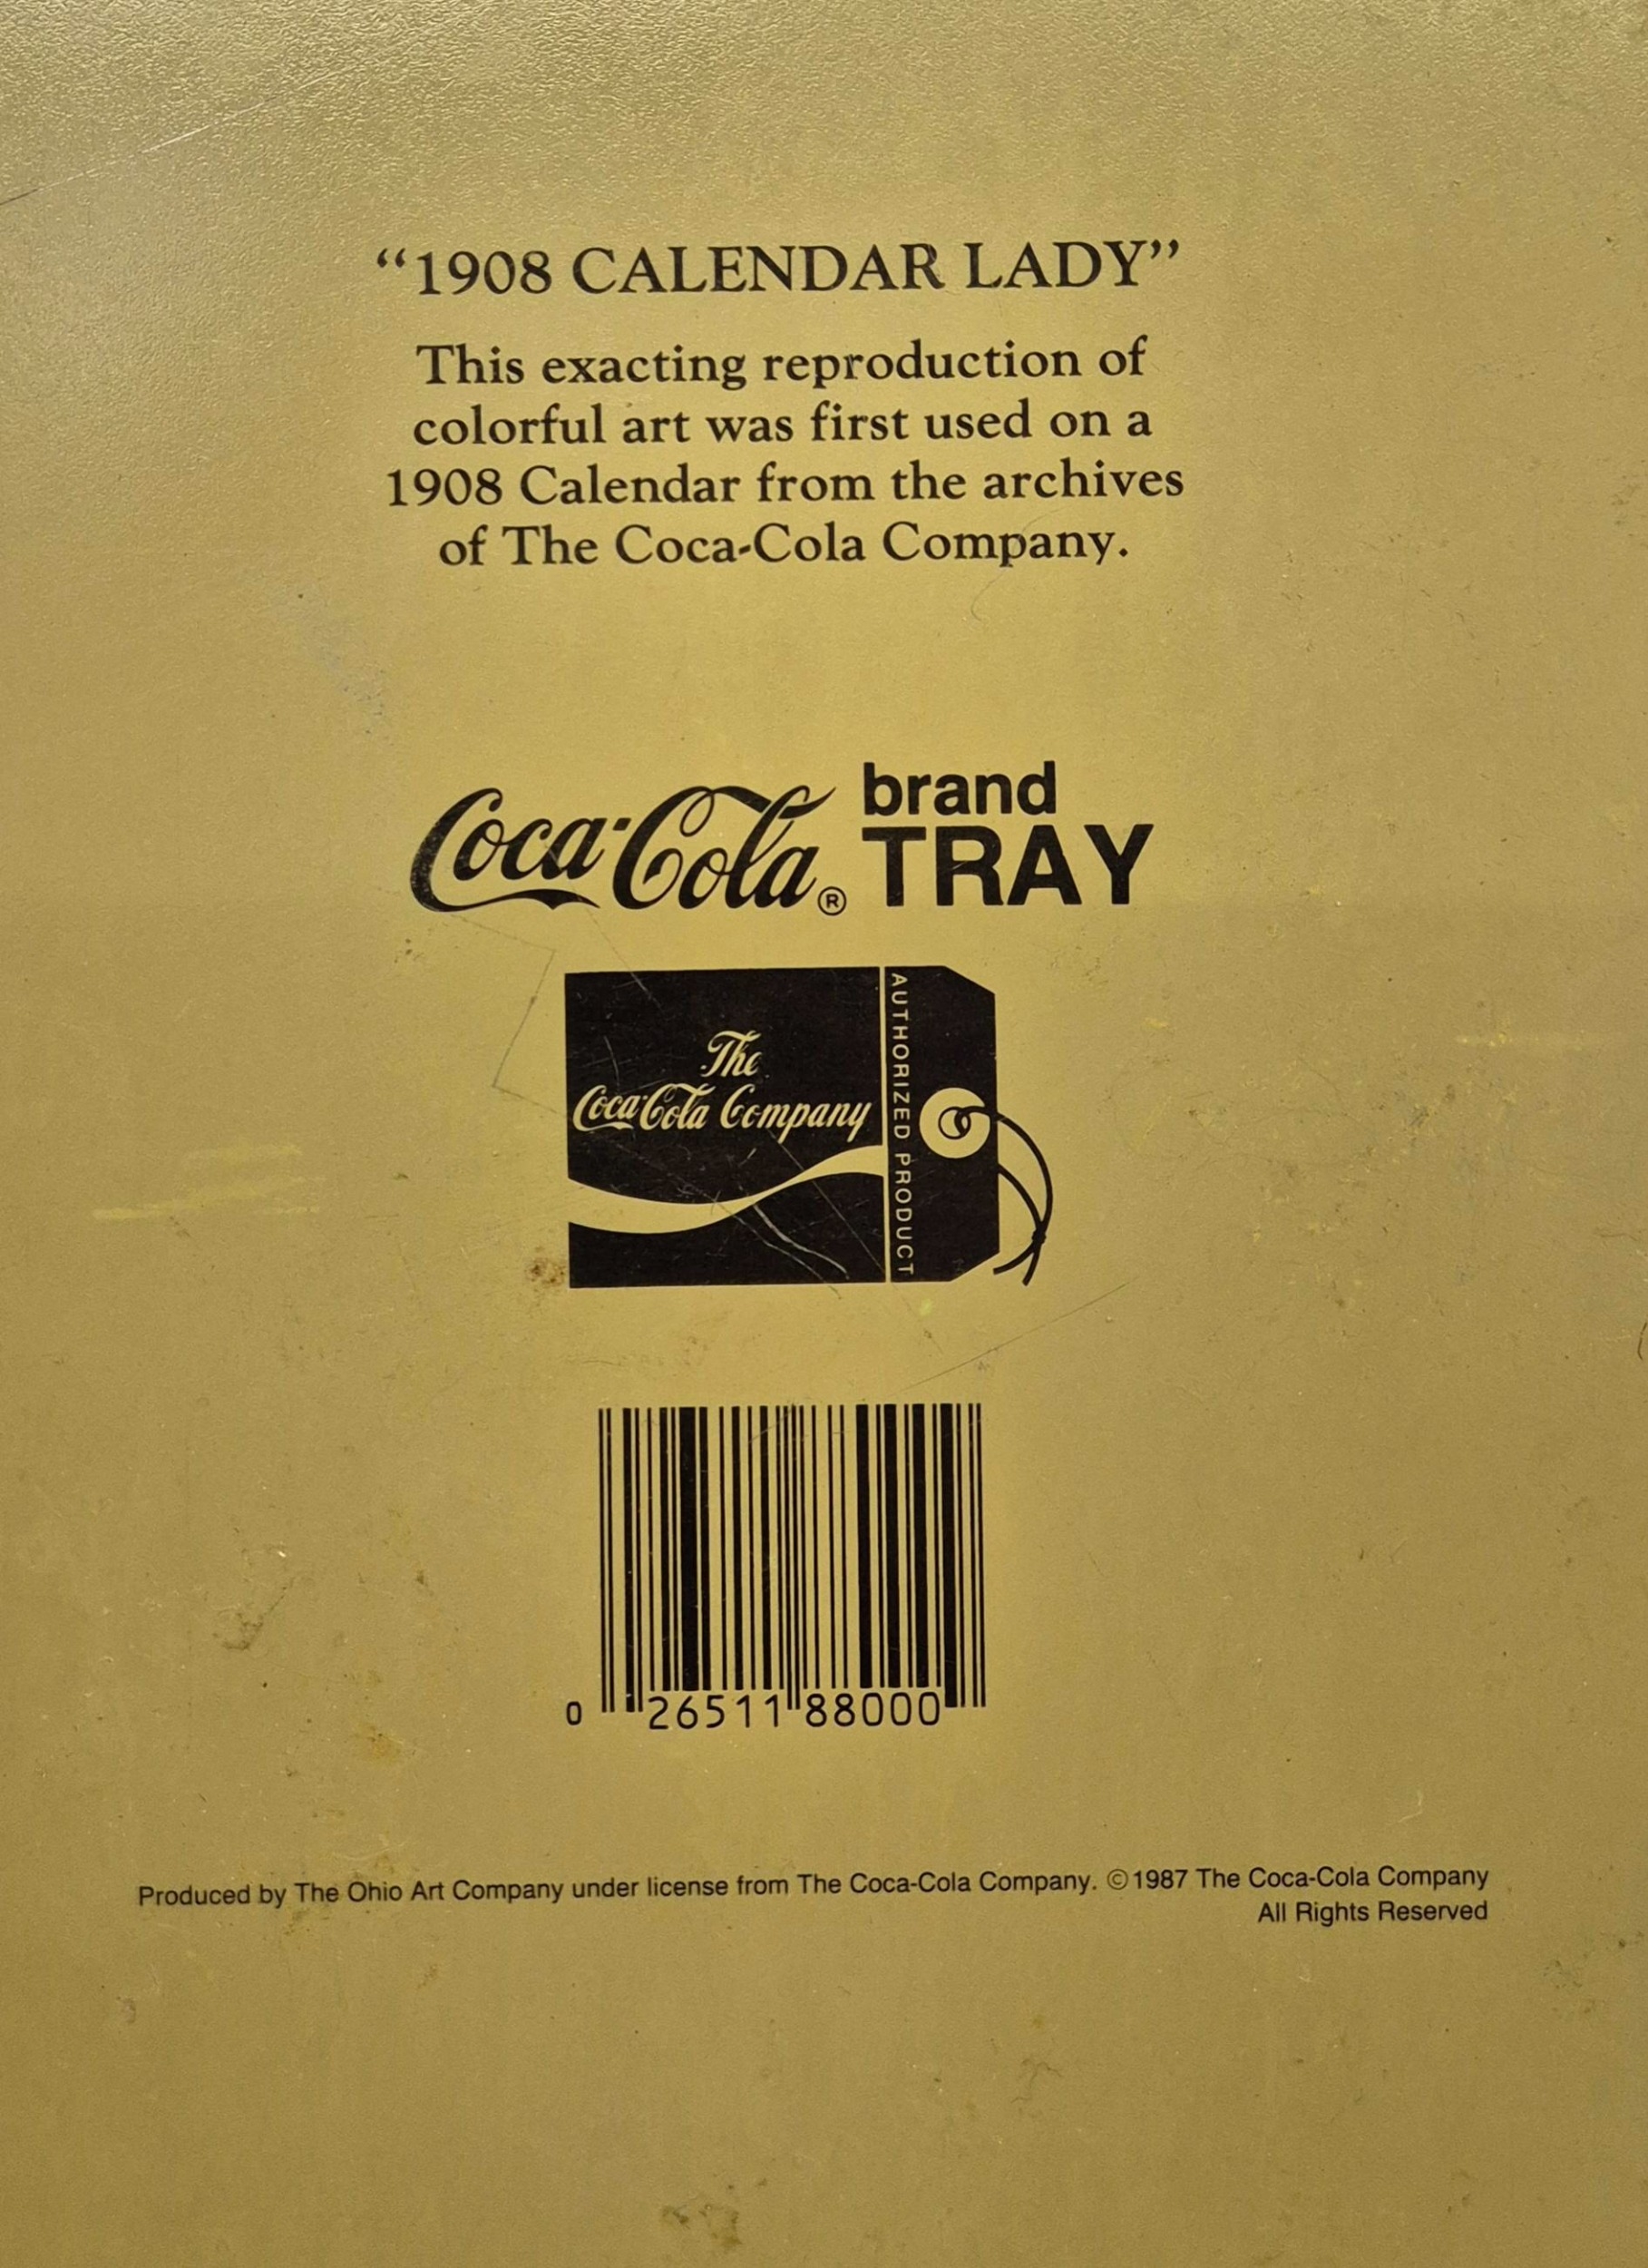 “1908 CALENDAR LADY”
This exacting reproduction of
colorful art was first used on a
1908 Calendar from the archives
of The Coca-Cola Company.
Coca-Cola® brand
TRAY
The
Coca-Cola Company
AUTHORIZED PRODUCT
0 26511 88000
Produced by The Ohio Art Company under license from The Coca-Cola Company. ©1987 The Coca-Cola Company
All Rights Reserved